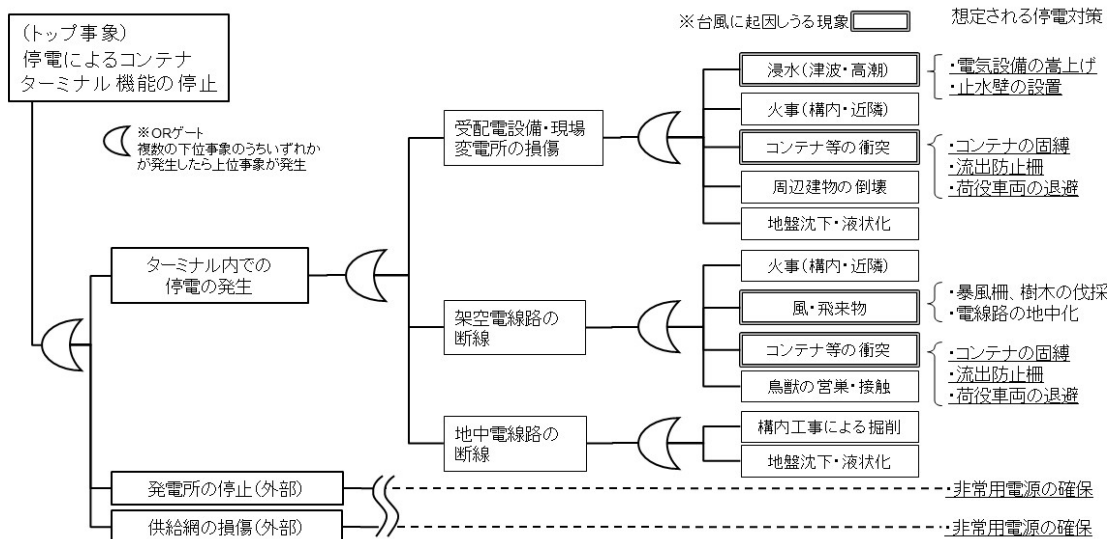 (トップ事象)
停電によるコンテナ
ターミナル機能の停止
※ORゲート
複数の下位事象のうちいずれか
が発生したら上位事象が発生
※台風に起因しうる現象
想定される停電対策
ターミナル内での
停電の発生
発電所の停止(外部)
供給網の損傷(外部)
受配電設備・現場
変電所の損傷
架空電線路の
断線
地中電線路の
断線
浸水(津波・高潮)
火事(構内・近隣)
コンテナ等の衝突
周辺建物の倒壊
地盤沈下・液状化
火事(構内・近隣)
風・飛来物
コンテナ等の衝突
鳥獣の営巣・接触
構内工事による掘削
地盤沈下・液状化
・電気設備の嵩上げ
・止水壁の設置
・コンテナの固縛
・流出防止柵
・荷役車両の退避
・暴風柵、樹木の伐採
・電線路の地中化
・コンテナの固縛
・流出防止柵
・荷役車両の退避
・非常用電源の確保
・非常用電源の確保